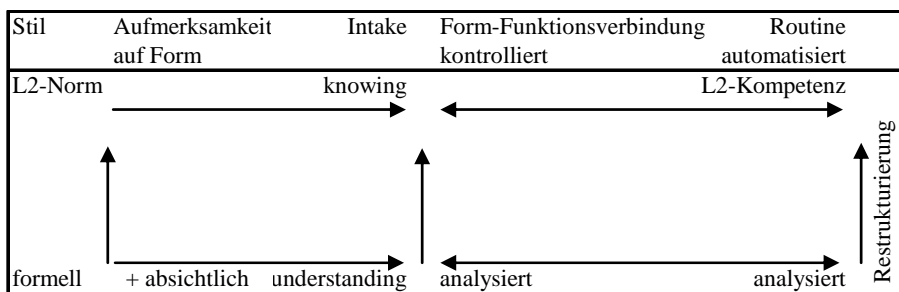 Stil Aufmerksamkeit Intake Form-Funktionsverbindung Routine
auf Form kontrolliert automatisiert
L2-Norm knowing L2-Kompetenz
Restrukturierung
formell + absichtlich understanding analysiert analysiert